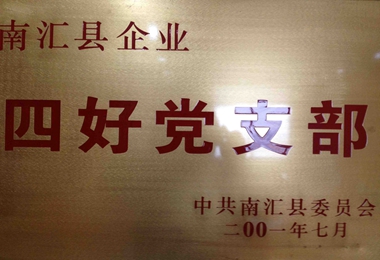 南汇县企业
四好党支部
中共南汇县委员会
二00一年七月